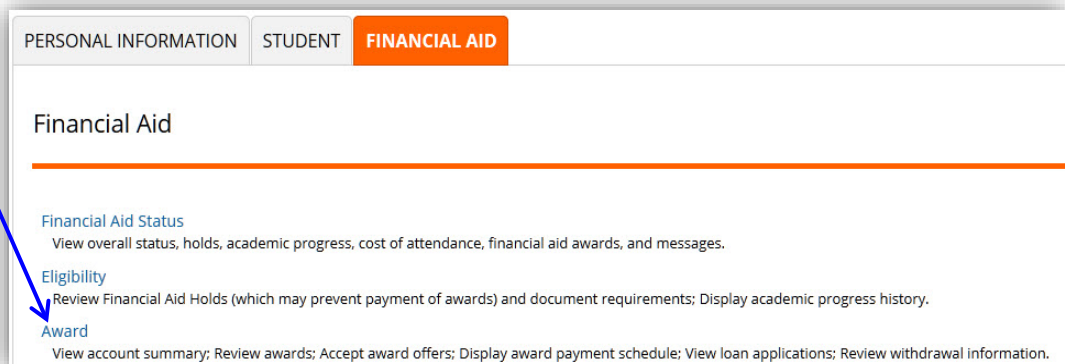 PERSONAL INFORMATION STUDENT FINANCIAL AID
Financial Aid
Financial Aid Status
View overall status, holds, academic progress, cost of attendance, financial aid awards, and messages.
Eligibility
Review Financial Aid Holds (which may prevent payment of awards) and document requirements; Display academic progress history.
Award
View account summary; Review awards; Accept award offers; Display award payment schedule; View loan applications; Review withdrawal information.